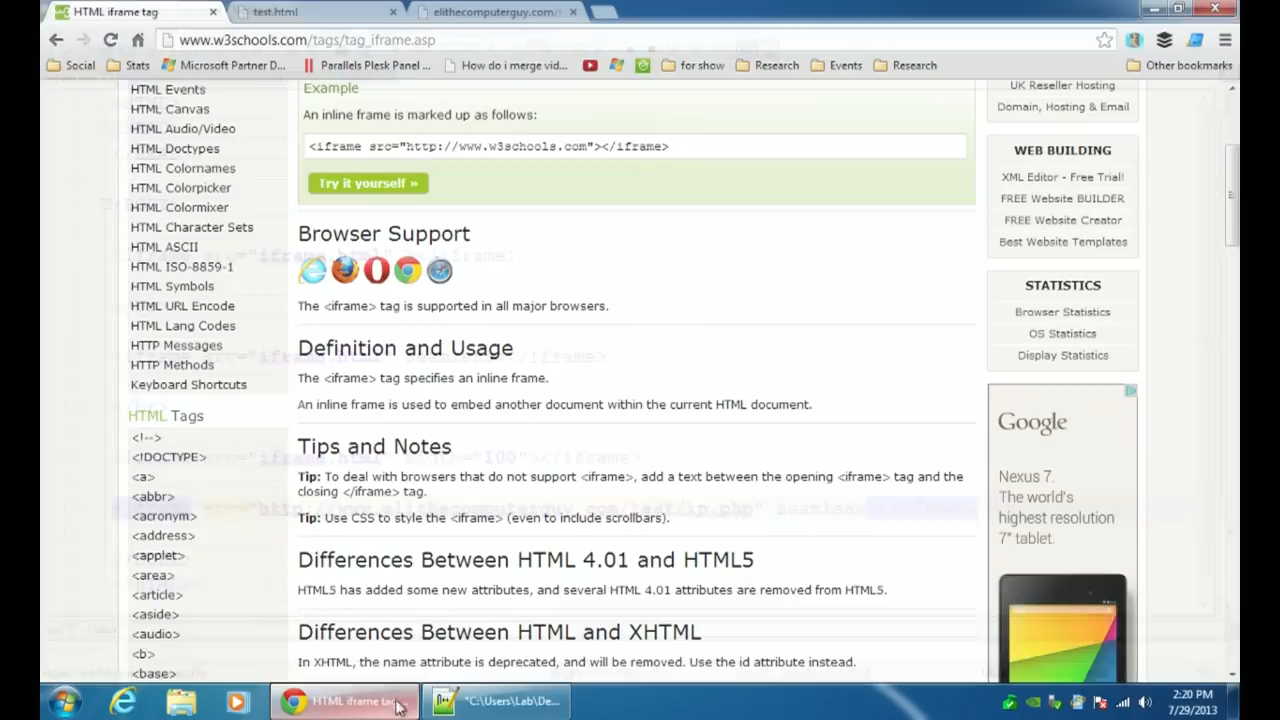 HTML iframe tag
test.html
elithecomputerguy.com/
www.w3schools.com/tags/tag_iframe.asp
Social
Stats
Microsoft Partner D...
Parallels Plesk Panel ...
How do i merge vid...
for show
Research
Events
Research
Other bookmarks
HTML Events
HTML Canvas
HTML Audio/Video
HTML Doctypes
HTML Colornames
HTML Colorpicker
HTML Colormixer
HTML Character Sets
HTML ASCII
HTML ISO-8859-1
HTML Symbols
HTML URL Encode
HTML Lang Codes
HTTP Messages
HTTP Methods
Keyboard Shortcuts
HTML Tags
<!-->
<!DOCTYPE>
<a>
<abbr>
<acronym>
<address>
<applet>
<area>
<article>
<aside>
<audio>
<b>
<base>
Example
An inline frame is marked up as follows:
<iframe src="http://www.w3schools.com"></iframe>
Try it yourself »
Browser Support
The <iframe> tag is supported in all major browsers.
Definition and Usage
The <iframe> tag specifies an inline frame.
An inline frame is used to embed another document within the current HTML document.
Tips and Notes
Tip: To deal with browsers that do not support <iframe>, add a text between the opening <iframe> tag and the
closing </iframe> tag.
Tip: Use CSS to style the <iframe> (even to include scrollbars).
Differences Between HTML 4.01 and HTML5
HTML5 has added some new attributes, and several HTML 4.01 attributes are removed from HTML5.
Differences Between HTML and XHTML
In XHTML, the name attribute is deprecated, and will be removed. Use the id attribute instead.
UK Reseller Hosting
Domain, Hosting & Email
WEB BUILDING
XML Editor - Free Trial!
FREE Website BUILDER
FREE Website Creator
Best Website Templates
STATISTICS
Browser Statistics
OS Statistics
Display Statistics
Google
Nexus 7.
The world's
highest resolution
7" tablet.
HTML iframe ta
"C:\Users\Lab\De...
2:20 PM
7/29/2013